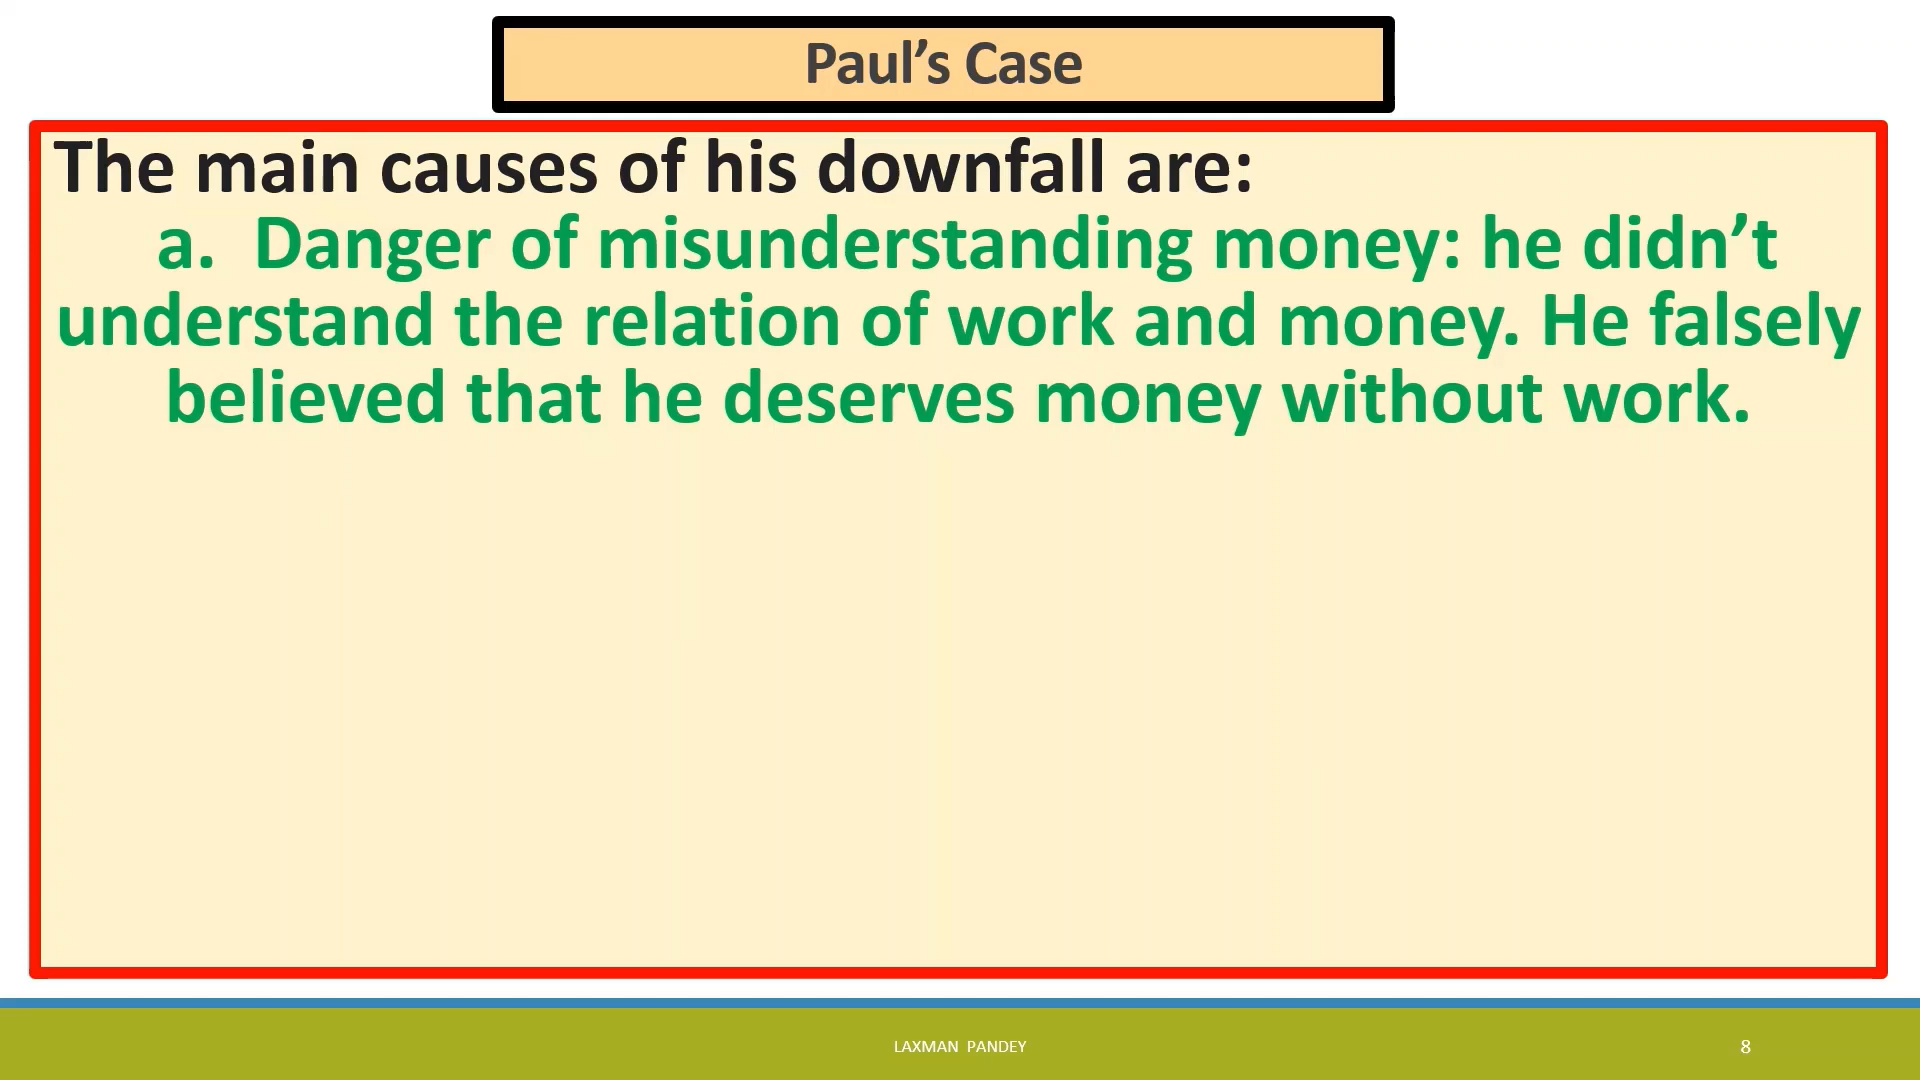 Paul’s Case
The main causes of his downfall are:
a. Danger of misunderstanding money: he didn’t
understand the relation of work and money. He falsely
believed that he deserves money without work.
LAXMAN PANDEY
8